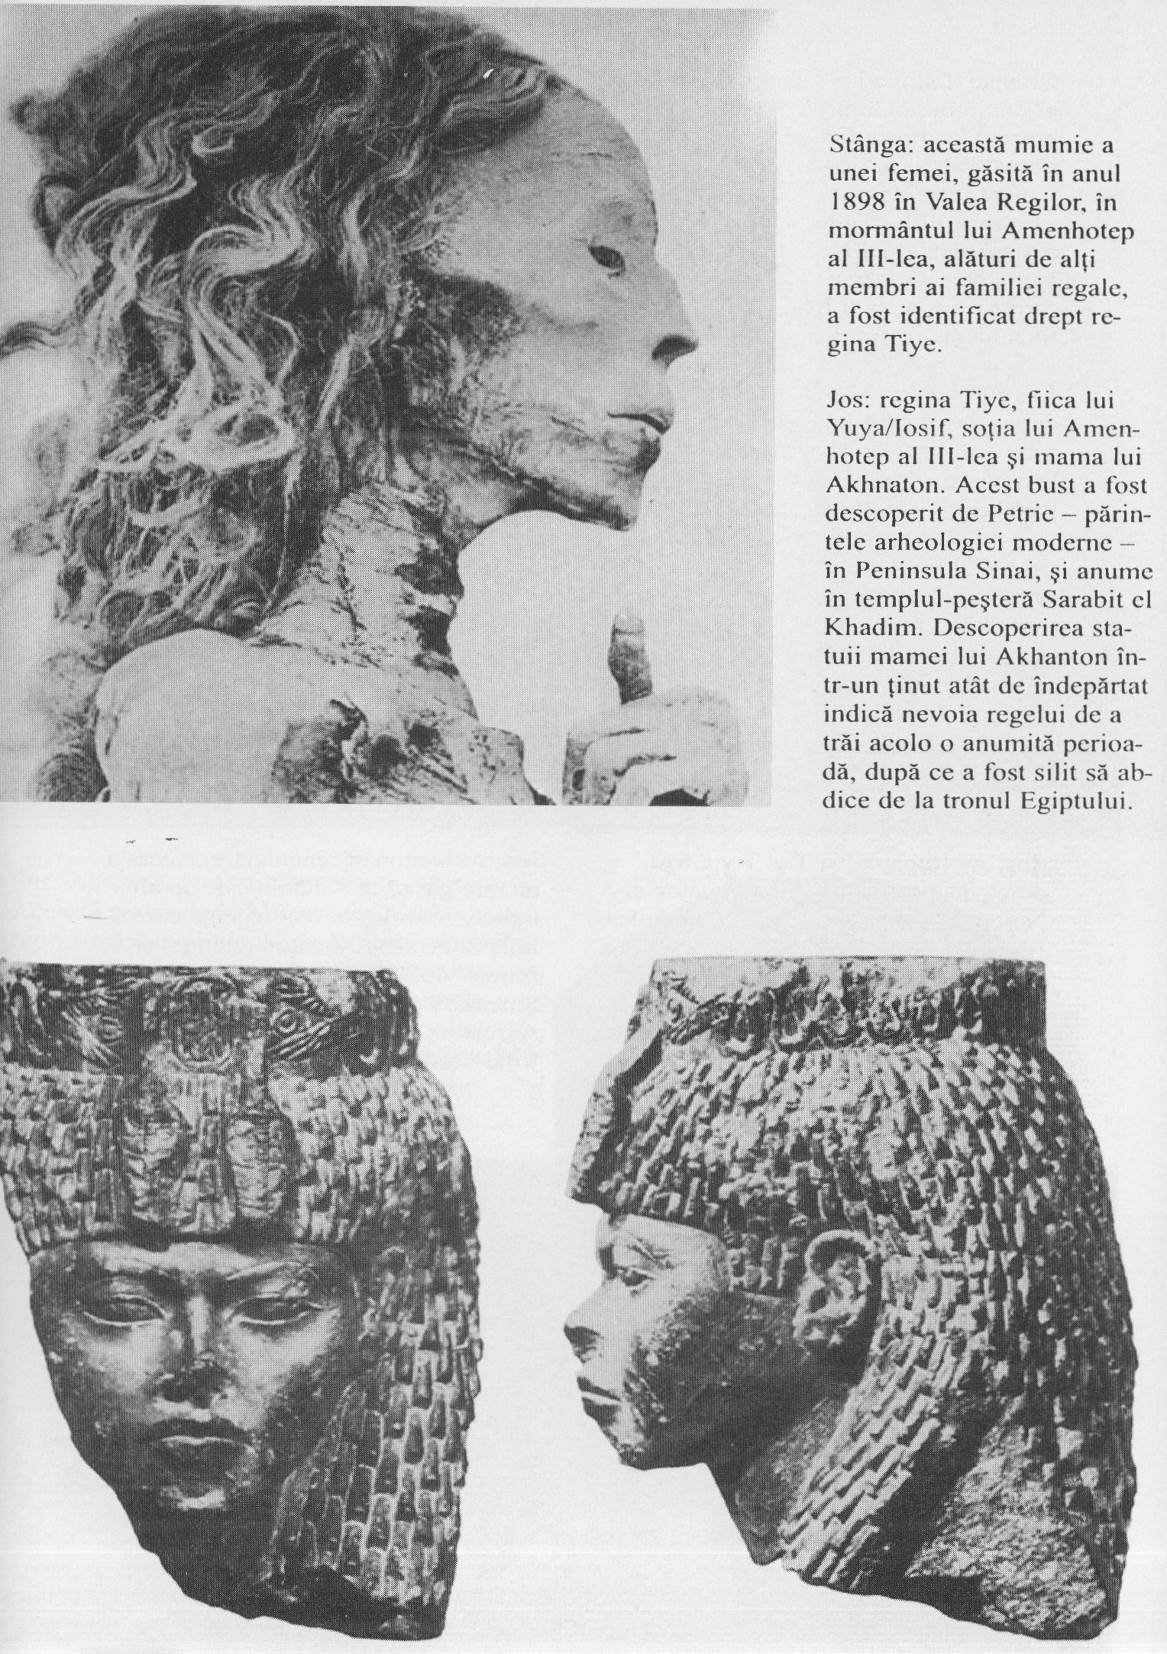 Stânga: această mumie a
unei femei, găsită în anul
1898 în Valea Regilor, în
mormântul lui Amenhotep
al III-lea, alături de alți
membri ai familiei regale,
a fost identificat drept re-
gina Tiye.
Jos: regina Tiye, fiica lui
Yuya/Iosif, soția lui Amen-
hotep al III-lea și mama lui
Akhnaton. Acest bust a fost
descoperit de Petrie – părin-
tele arheologiei moderne –
în Peninsula Sinai, și anume
în templul-peșteră Sarabit el
Khadim. Descoperirea sta-
tuii mamei lui Akhanton în-
tr-un ținut atât de îndepărtat
indică nevoia regelui de a
trăi acolo o anumită perioa-
dă, după ce a fost silit să ab-
dice de la tronul Egiptului.